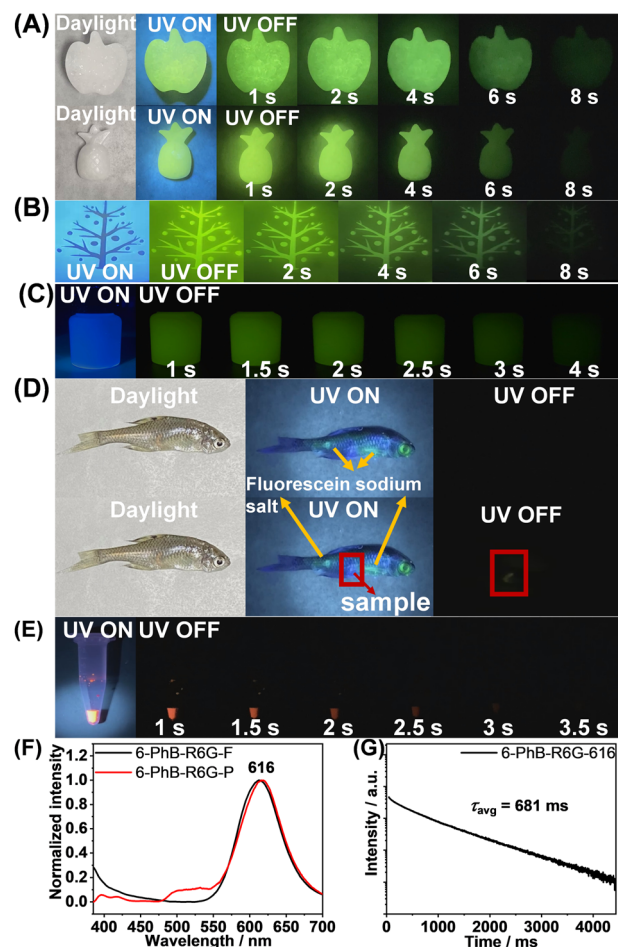 (A)
Daylight UV ON UV OFF
1 s 2 s 4 s 6 s 8 s
Daylight UV ON UV OFF
1 s 2 s 4 s 6 s 8 s
(B)
UV ON UV OFF 2 s 4 s 6 s 8 s
(C)
UV ON UV OFF
1 s 1.5 s 2 s 2.5 s 3 s 4 s
(D)
Daylight UV ON UV OFF
Fluorescein sodium
salt
Daylight UV ON UV OFF
sample
(E)
UV ON UV OFF
1 s 1.5 s 2 s 2.5 s 3 s 3.5 s
(F)
6-PhB-R6G-F
6-PhB-R6G-P
616
Normalized intensity
1.2
1.0
0.8
0.6
0.4
0.2
0.0
400 450 500 550 600 650 700
Wavelength / nm
(G)
6-PhB-R6G-616
τavg = 681 ms
Intensity / a.u.
0 1000 2000 3000 4000
Time / ms